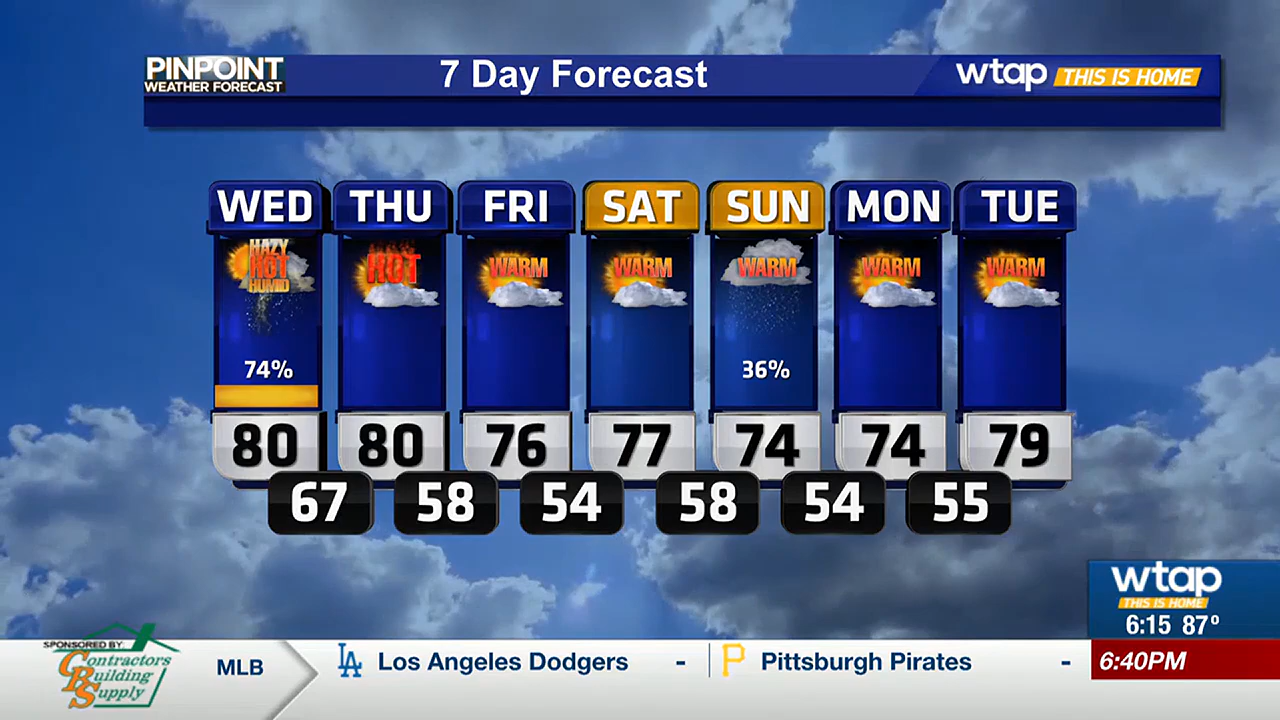 PINPOINT
WEATHER FORECAST
7 Day Forecast
wtap THIS IS HOME
WED THU FRI SAT SUN MON TUE
HAZY
HOT
HUMID
HOT
WARM
WARM
WARM
WARM
WARM
74%
36%
80 80 76 77 74 74 79
67 58 54 58 54 55
wtap
THIS IS HOME
6:15 87°
SPONSORED BY:
Contractors
Building
Supply
MLB
LA Los Angeles Dodgers -
P Pittsburgh Pirates -
6:40PM